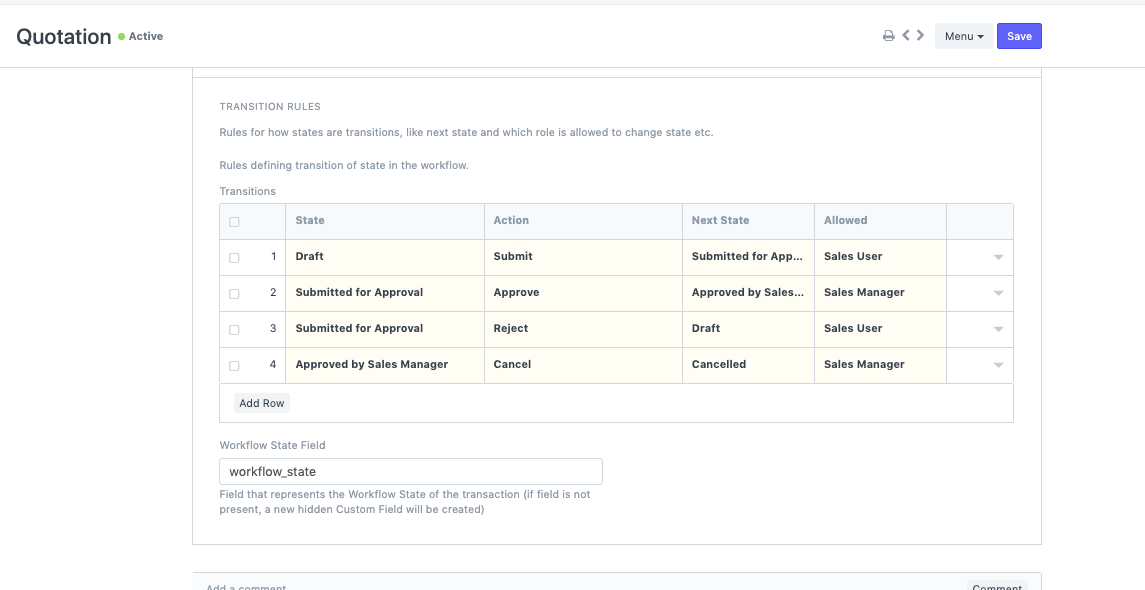 Quotation Active Menu Save
TRANSITION RULES
Rules for how states are transitions, like next state and which role is allowed to change state etc.
Rules defining transition of state in the workflow.
Transitions
State Action Next State Allowed
1 Draft Submit Submitted for App... Sales User
2 Submitted for Approval Approve Approved by Sales... Sales Manager
3 Submitted for Approval Reject Draft Sales User
4 Approved by Sales Manager Cancel Cancelled Sales Manager
Add Row
Workflow State Field
workflow_state
Field that represents the Workflow State of the transaction (if field is not
present, a new hidden Custom Field will be created)
Add a comment Comment